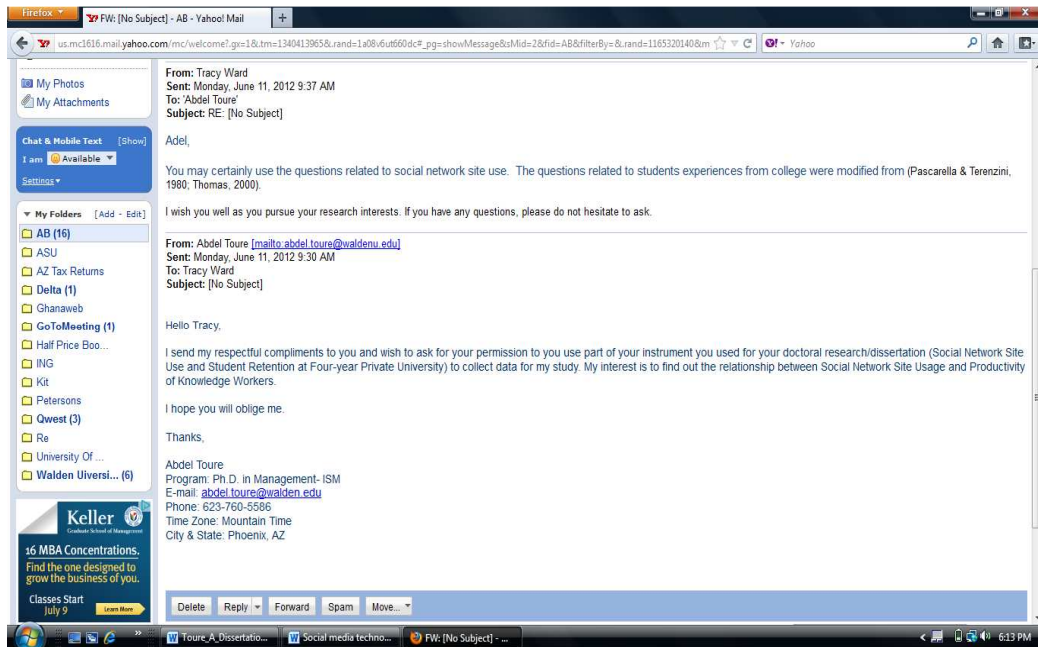 Firefox
FW: [No Subject] - AB - Yahoo! Mail
+
us.mc1616.mail.yahoo.com/mc/welcome?.gx=1&.tm=1340413965&.rand=1a08v6ut660dc#_pg=showMessage&sMid=2&fid=AB&filterBy=&.rand=1165320140&m
Yahoo
My Photos
My Attachments
Chat & Mobile Text [Show]
I am Available
Settings
My Folders [Add - Edit]
AB (16)
ASU
AZ Tax Returns
Delta (1)
Ghanaweb
GoToMeeting (1)
Half Price Boo...
ING
Kit
Petersons
Qwest (3)
Re
University Of ...
Walden Uiversi... (6)
Keller
Graduate School of Management
16 MBA Concentrations.
Find the one designed to
grow the business of you.
Classes Start
July 9
Learn More
From: Tracy Ward
Sent: Monday, June 11, 2012 9:37 AM
To: 'Abdel Toure'
Subject: RE: [No Subject]
Adel,
You may certainly use the questions related to social network site use. The questions related to students experiences from college were modified from (Pascarella & Terenzini,
1980; Thomas, 2000).
I wish you well as you pursue your research interests. If you have any questions, please do not hesitate to ask.
From: Abdel Toure [mailto:abdel.toure@waldenu.edu]
Sent: Monday, June 11, 2012 9:30 AM
To: Tracy Ward
Subject: [No Subject]
Hello Tracy,
I send my respectful compliments to you and wish to ask for your permission to you use part of your instrument you used for your doctoral research/dissertation (Social Network Site
Use and Student Retention at Four-year Private University) to collect data for my study. My interest is to find out the relationship between Social Network Site Usage and Productivity
of Knowledge Workers.
I hope you will oblige me.
Thanks,
Abdel Toure
Program: Ph.D. in Management- ISM
E-mail: abdel.toure@walden.edu
Phone: 623-760-5586
Time Zone: Mountain Time
City & State: Phoenix, AZ
Delete Reply Forward Spam Move...
Toure_A_Dissertatio...
Social media techno...
FW: [No Subject] - ...
6:13 PM